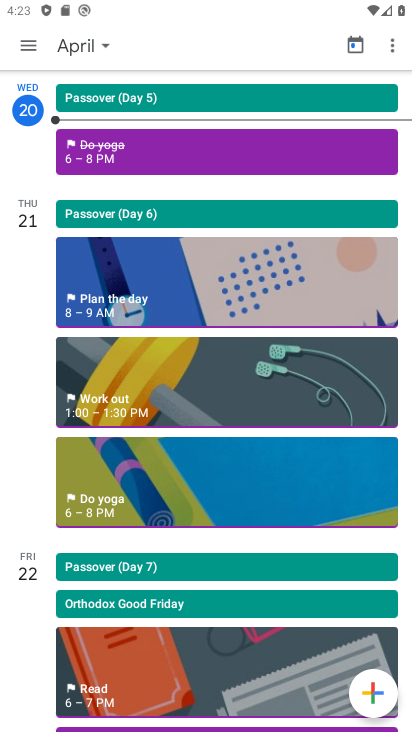 4:23
April
WED
20
Passover (Day 5)
Do yoga
6 – 8 PM
THU
21
Passover (Day 6)
Plan the day
8 – 9 AM
Work out
1:00 – 1:30 PM
Do yoga
6 – 8 PM
FRI
22
Passover (Day 7)
Orthodox Good Friday
Read
6 – 7 PM